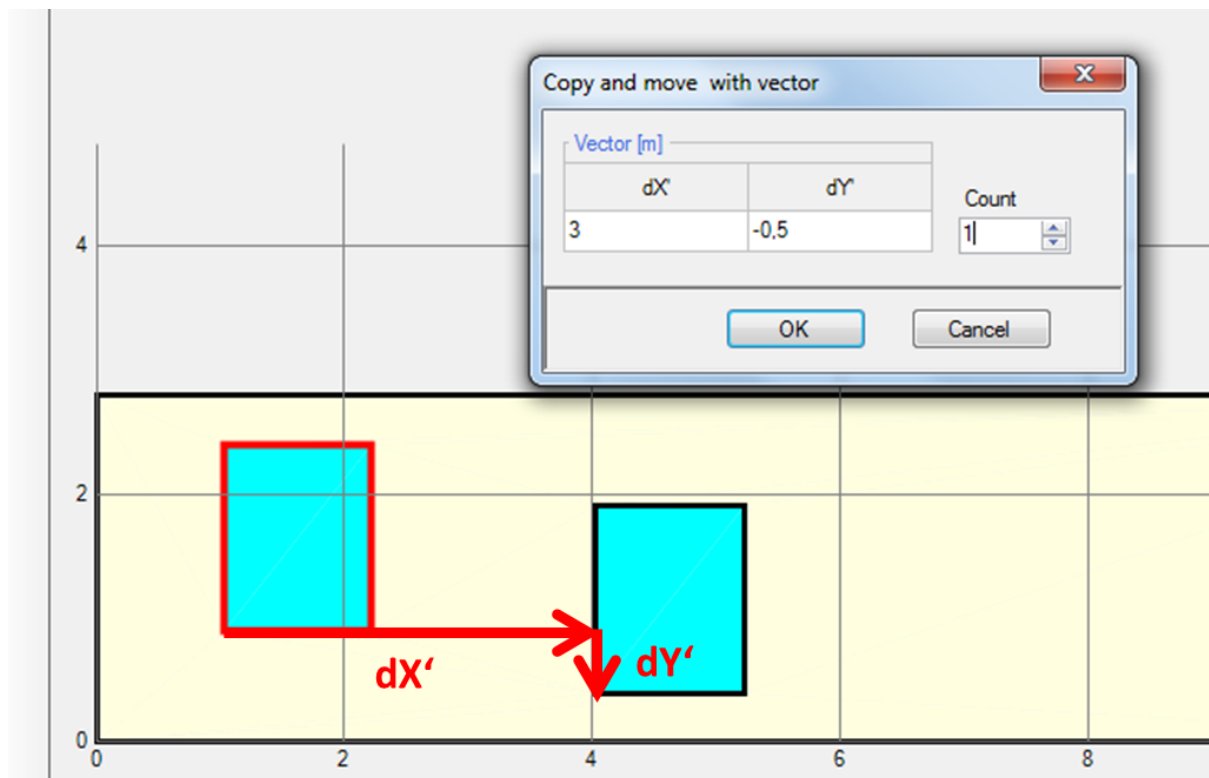 Copy and move  with vector
Vector [m]
dX' dY'
Count
3 -0,5 1
OK Cancel
4
2
0
dX‘ dY‘
0 2 4 6 8